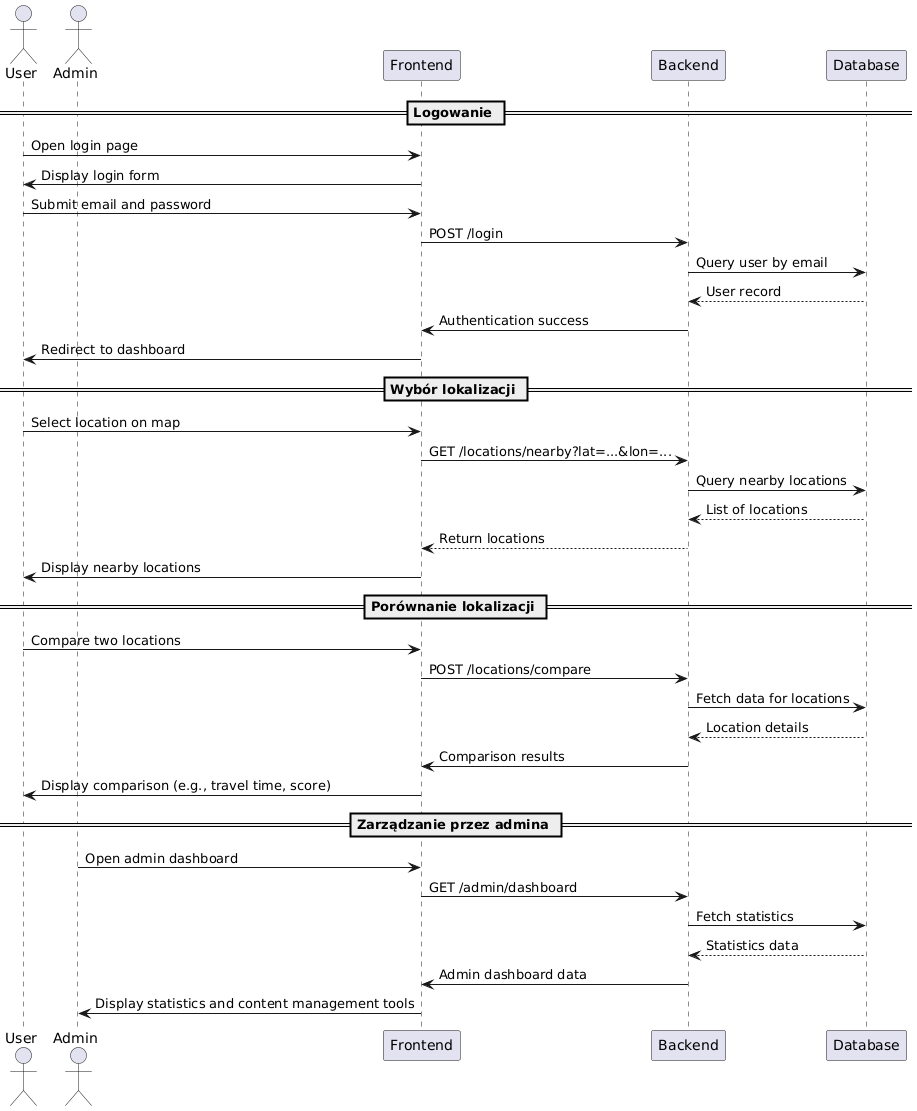 User
Admin
Frontend
Backend
Database
Logowanie
Open login page
Display login form
Submit email and password
POST /login
Query user by email
User record
Authentication success
Redirect to dashboard
Wybór lokalizacji
Select location on map
GET /locations/nearby?lat=...&lon=...
Query nearby locations
List of locations
Return locations
Display nearby locations
Porównanie lokalizacji
Compare two locations
POST /locations/compare
Fetch data for locations
Location details
Comparison results
Display comparison (e.g., travel time, score)
Zarządzanie przez admina
Open admin dashboard
GET /admin/dashboard
Fetch statistics
Statistics data
Admin dashboard data
Display statistics and content management tools
User
Admin
Frontend
Backend
Database